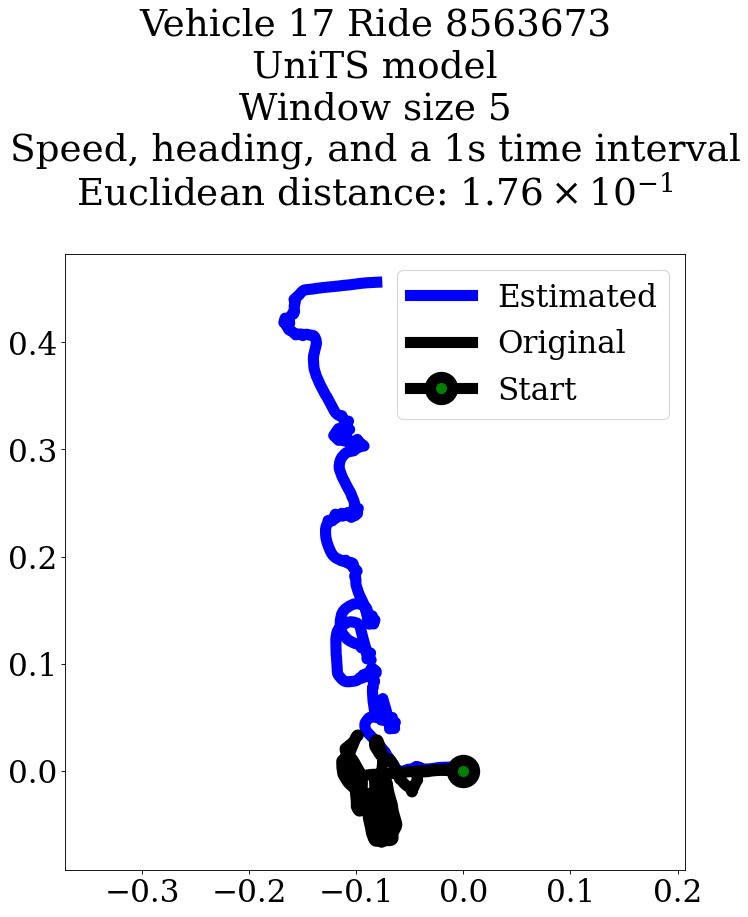 Vehicle 17 Ride 8563673
UniTS model
Window size 5
Speed, heading, and a 1s time interval
Euclidean distance: 1.76 × 10⁻¹
Estimated
Original
Start
0.4
0.3
0.2
0.1
0.0
−0.3 −0.2 −0.1 0.0 0.1 0.2